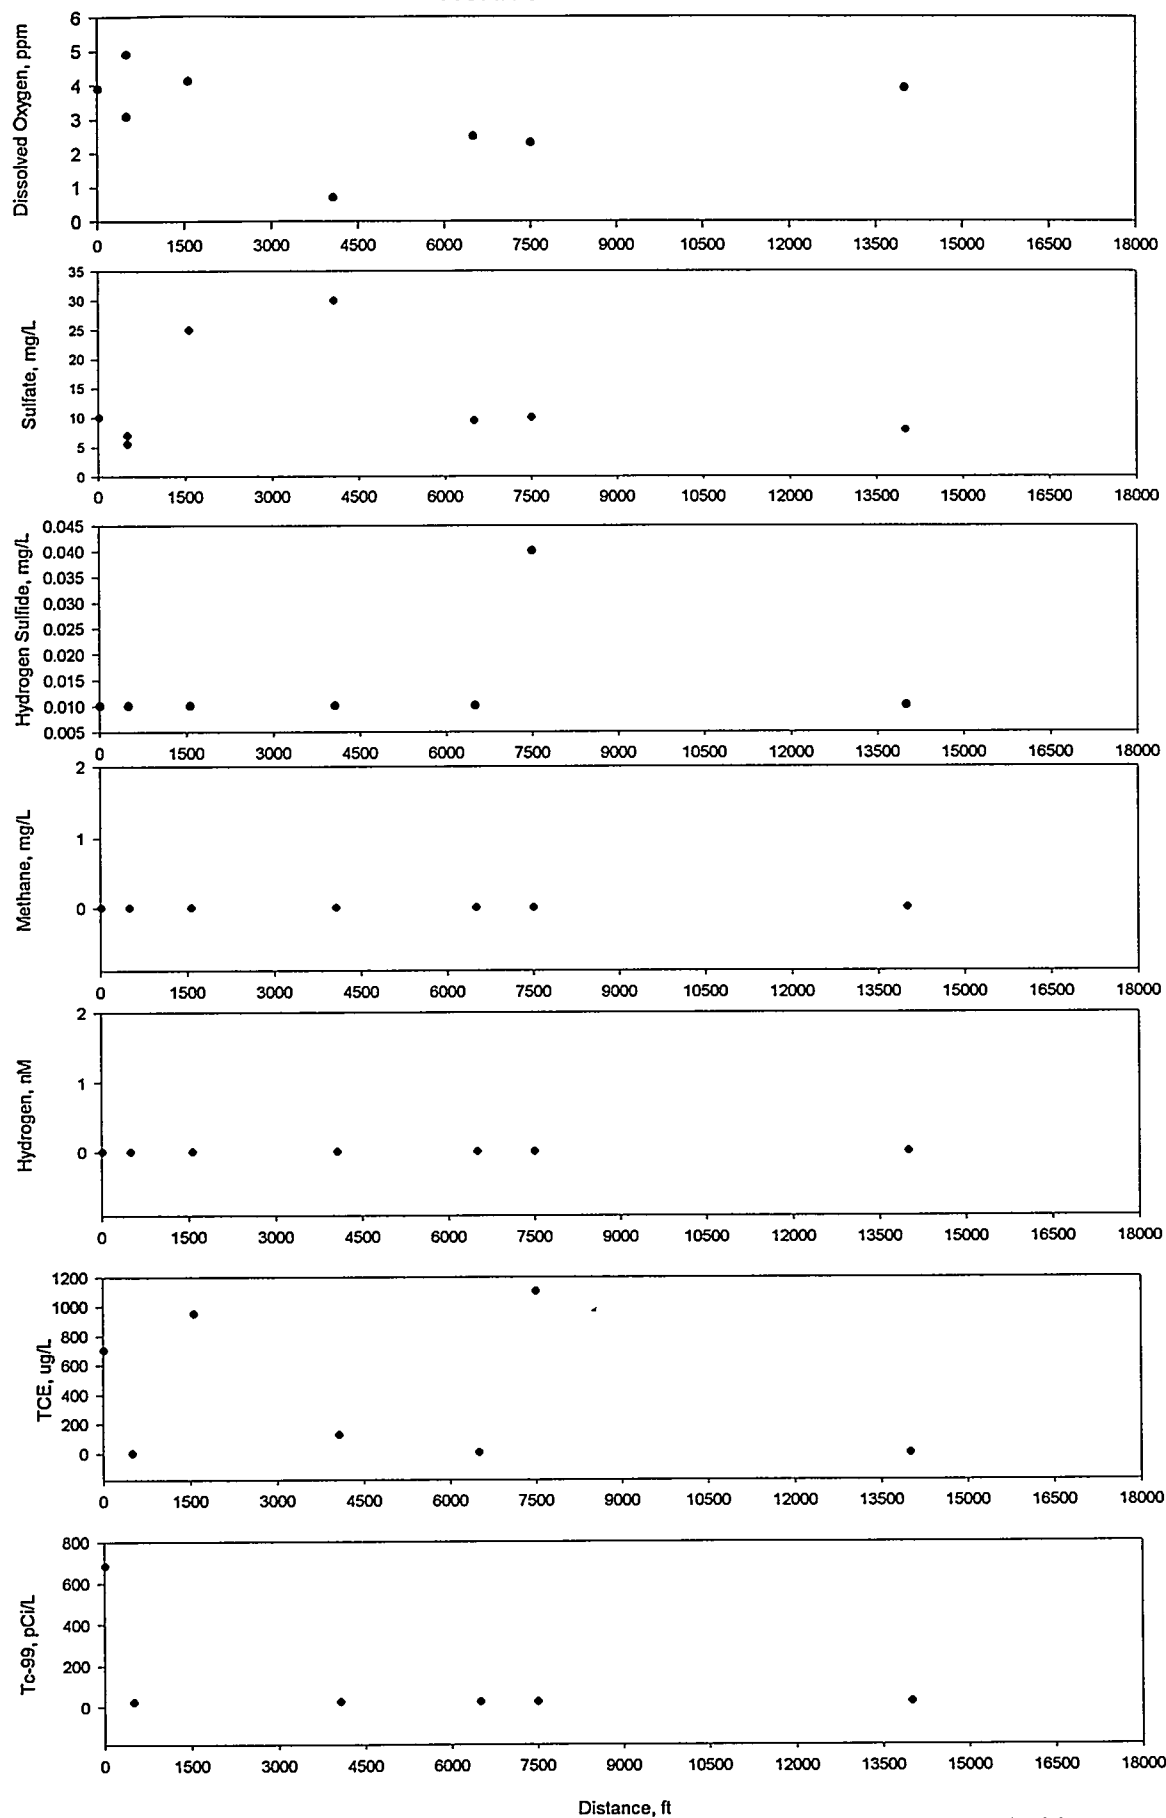 Dissolved Oxygen, ppm
6
5
4
3
2
1
0
0 1500 3000 4500 6000 7500 9000 10500 12000 13500 15000 16500 18000
Sulfate, mg/L
35
30
25
20
15
10
5
0
0 1500 3000 4500 6000 7500 9000 10500 12000 13500 15000 16500 18000
Hydrogen Sulfide, mg/L
0.045
0.040
0.035
0.030
0.025
0.020
0.015
0.010
0.005
0 1500 3000 4500 6000 7500 9000 10500 12000 13500 15000 16500 18000
Methane, mg/L
2
1
0
0 1500 3000 4500 6000 7500 9000 10500 12000 13500 15000 16500 18000
Hydrogen, nM
2
1
0
0 1500 3000 4500 6000 7500 9000 10500 12000 13500 15000 16500 18000
TCE, ug/L
1200
1000
800
600
400
200
0
0 1500 3000 4500 6000 7500 9000 10500 12000 13500 15000 16500 18000
Tc-99, pCi/L
800
600
400
200
0
0 1500 3000 4500 6000 7500 9000 10500 12000 13500 15000 16500 18000
Distance, ft